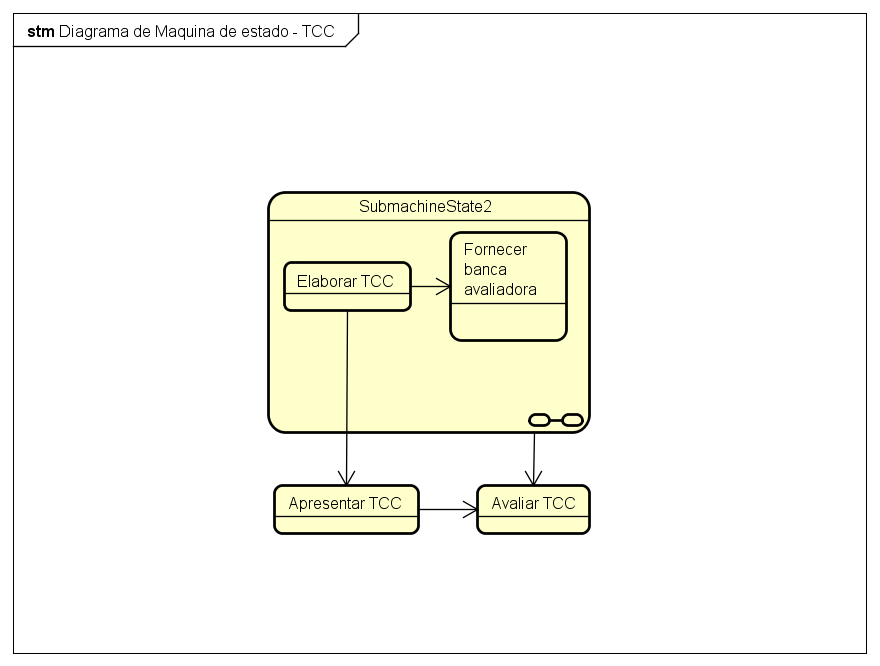 stm Diagrama de Maquina de estado - TCC
SubmachineState2
Elaborar TCC
Fornecer
banca
avaliadora
Apresentar TCC
Avaliar TCC